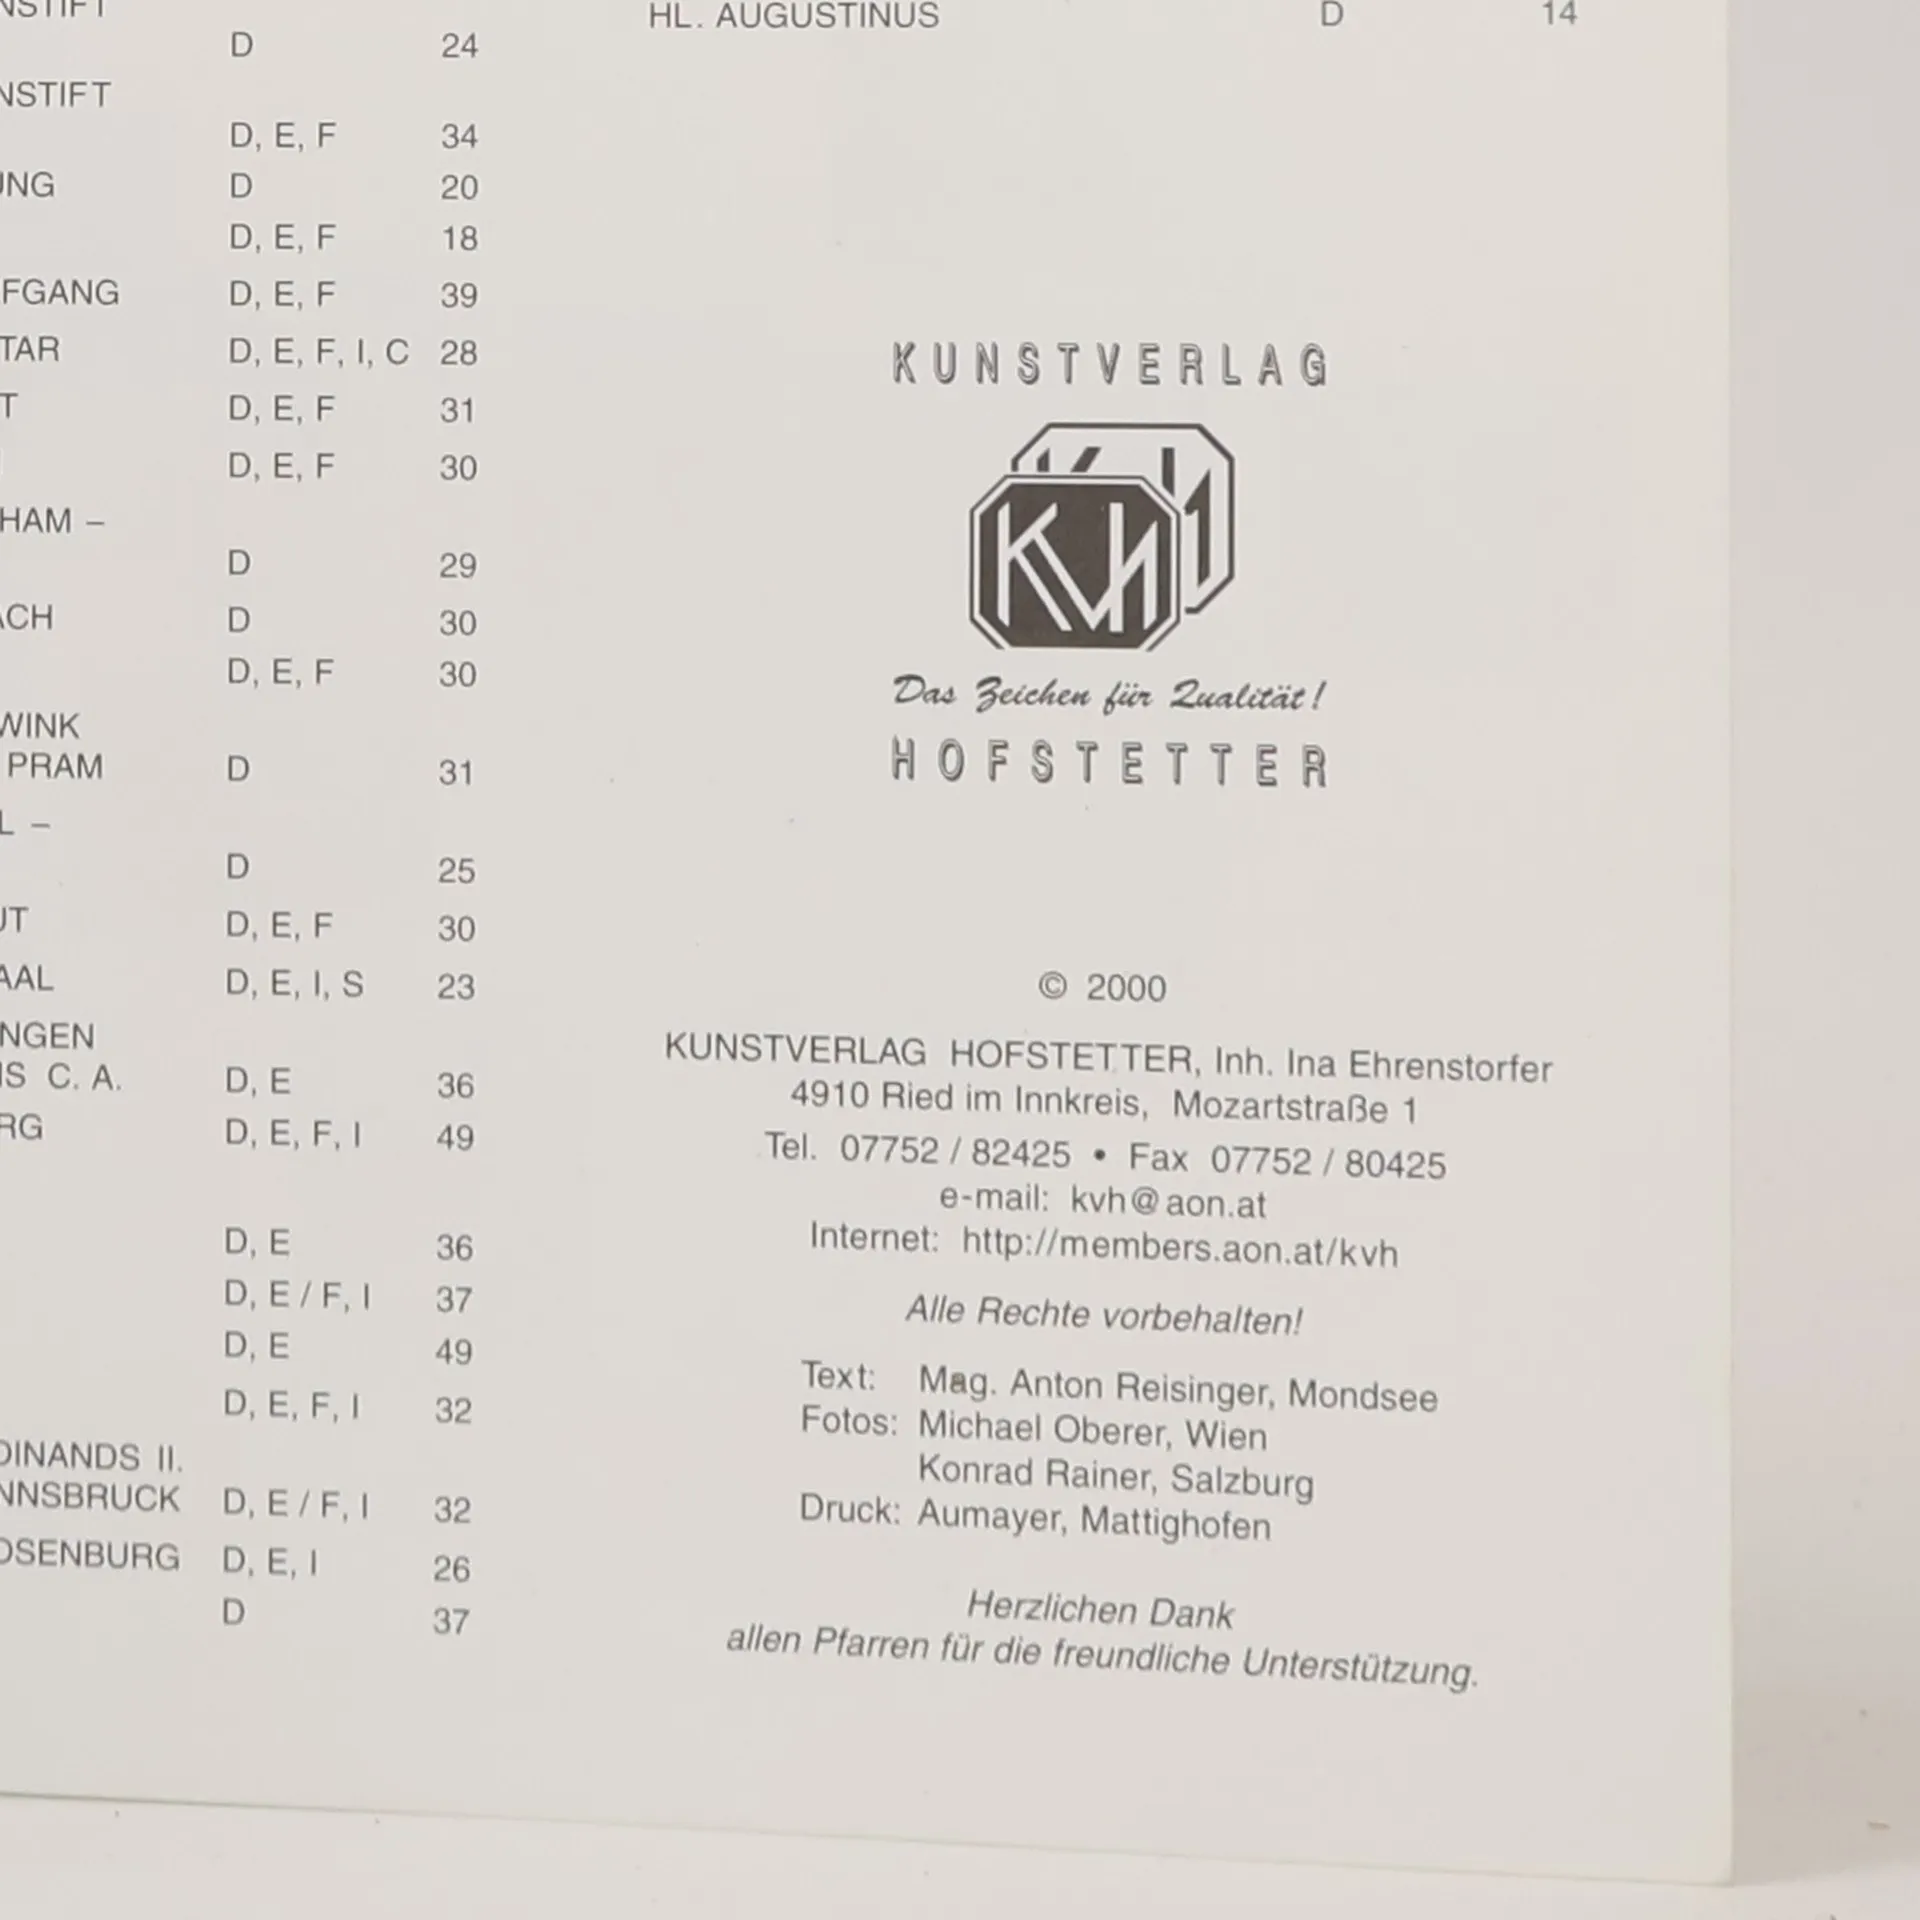 D 24
NSTIFT
D, E, F 34
UNG D 20
D, E, F 18
FGANG D, E, F 39
TAR D, E, F, I, C 28
T D, E, F 31
D, E, F 30
HAM –
D 29
ACH D 30
D, E, F 30
WINK
PRAM D 31
L –
D 25
UT D, E, F 30
AAL D, E, I, S 23
NGEN
IS C. A. D, E 36
RG D, E, F, I 49
D, E 36
D, E / F, I 37
D, E 49
D, E, F, I 32
DINANDS II.
NNSBRUCK D, E / F, I 32
OSENBURG D, E, I 26
D 37
HL. AUGUSTINUS D 14
KUNSTVERLAG
KVh
Das Zeichen für Qualität!
HOFSTETTER
© 2000
KUNSTVERLAG HOFSTETTER, Inh. Ina Ehrenstorfer
4910 Ried im Innkreis, Mozartstraße 1
Tel. 07752 / 82425 • Fax 07752 / 80425
e-mail: kvh@aon.at
Internet: http://members.aon.at/kvh
Alle Rechte vorbehalten!
Text: Mag. Anton Reisinger, Mondsee
Fotos: Michael Oberer, Wien
Konrad Rainer, Salzburg
Druck: Aumayer, Mattighofen
Herzlichen Dank
allen Pfarren für die freundliche Unterstützung.